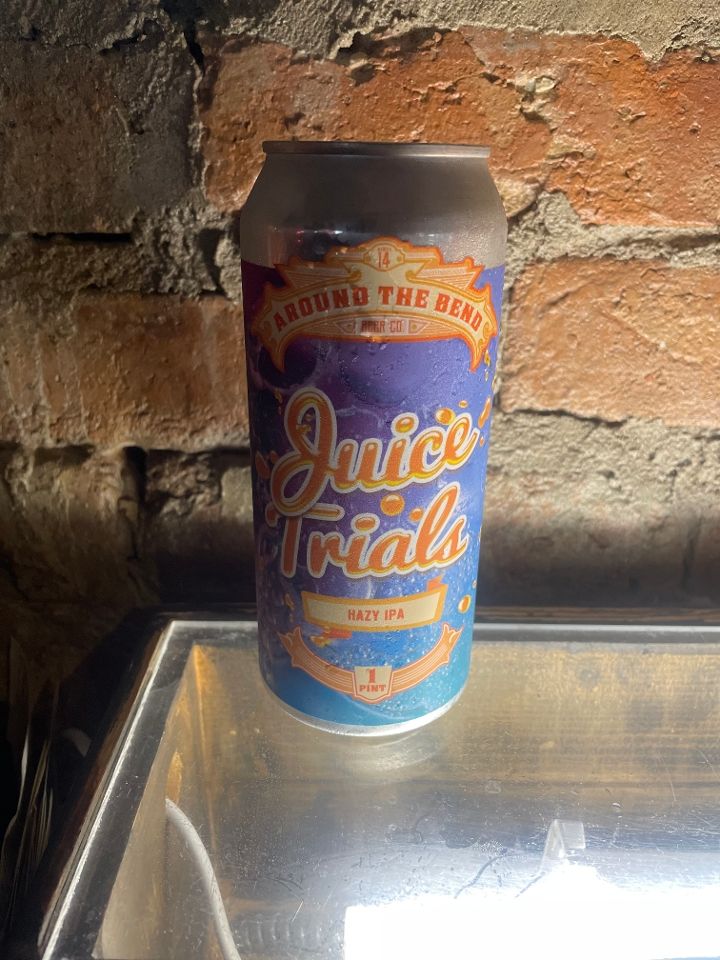 14
AROUND THE BEND
BEER CO.
Juice
Trials
HAZY IPA
1
PINT